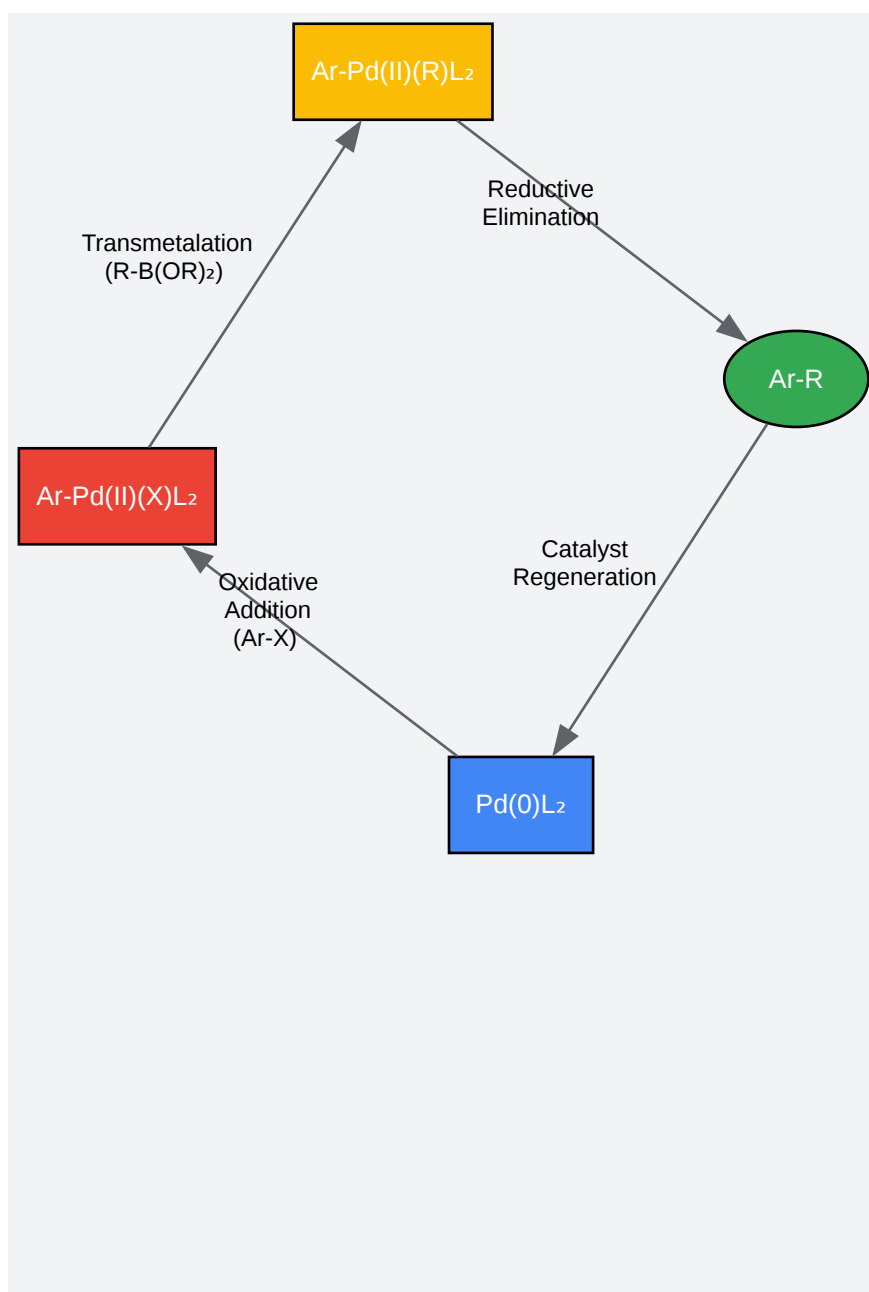 Ar-Pd(II)(R)L₂
Reductive
Elimination
Transmetalation
(R-B(OR)₂)
Ar-R
Ar-Pd(II)(X)L₂
Catalyst
Regeneration
Oxidative
Addition
(Ar-X)
Pd(0)L₂